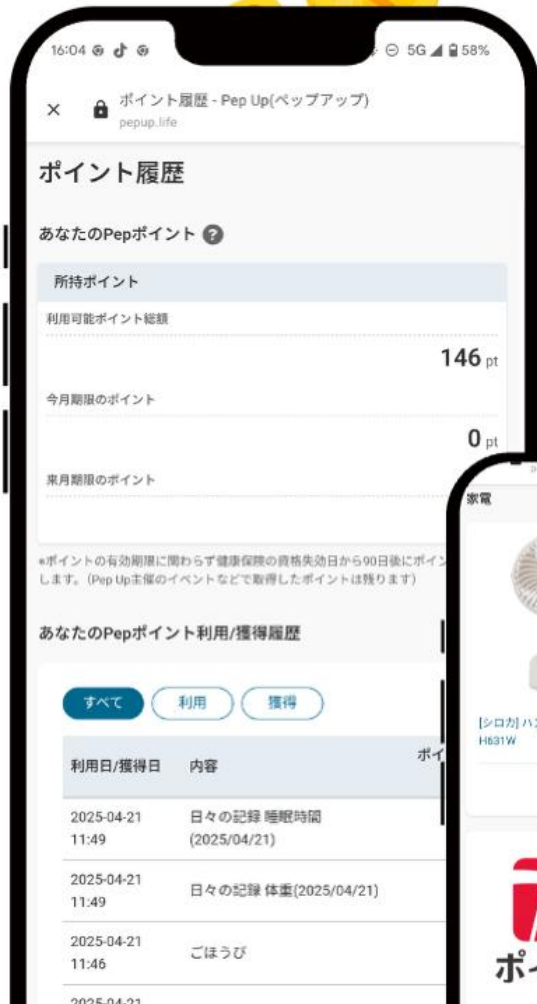 16:04
5G 58%
ポイント履歴 - Pep Up(ペップアップ)
pepup.life
ポイント履歴
あなたのPepポイント ?
所持ポイント
利用可能ポイント総額
146 pt
今月期限のポイント
0 pt
来月期限のポイント
*ポイントの有効期限に関わらず健康保険の資格失効日から90日後にポイン
します。(Pep Up主催のイベントなどで取得したポイントは残ります)
あなたのPepポイント利用/獲得履歴
すべて 利用 獲得
利用日/獲得日 内容 ポイ
2025-04-21 日々の記録 睡眠時間
11:49 (2025/04/21)
2025-04-21
11:49 日々の記録 体重(2025/04/21)
2025-04-21
11:46 ごほうび
2025-04-21
家電
[シロカ] ハン
H631W
ポイ